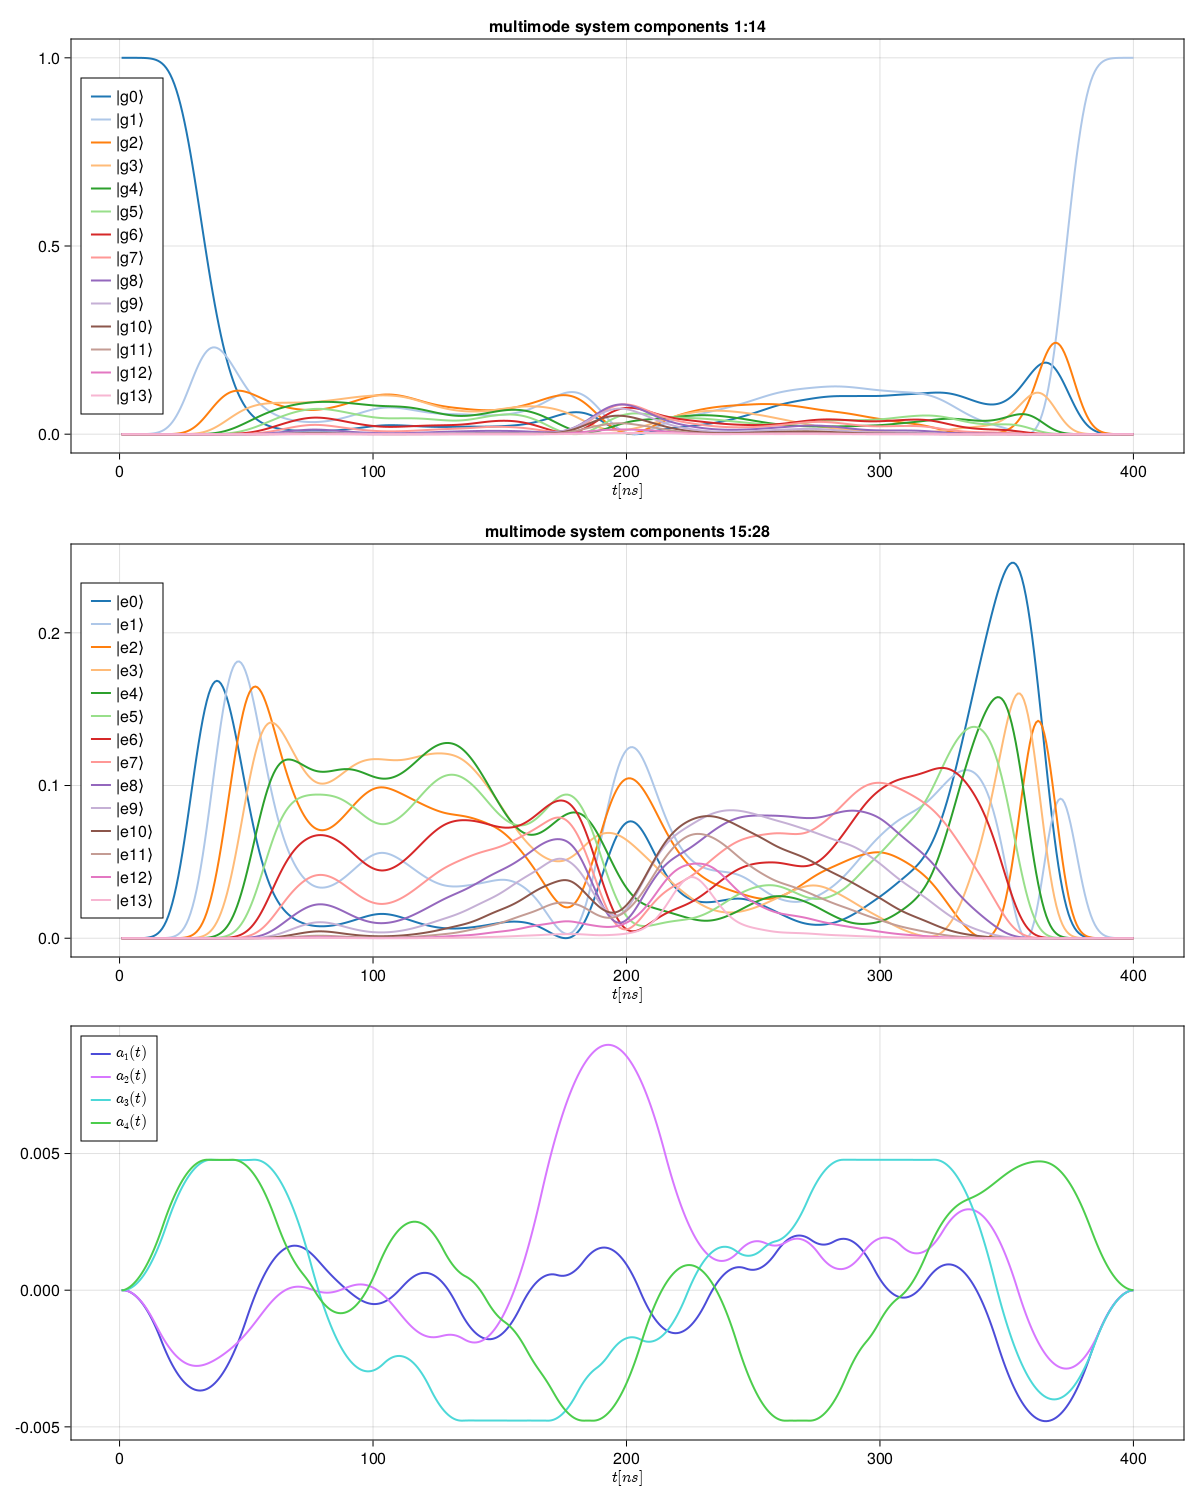 multimode system components 1:14
1.0
0.5
0.0
|g0⟩
|g1⟩
|g2⟩
|g3⟩
|g4⟩
|g5⟩
|g6⟩
|g7⟩
|g8⟩
|g9⟩
|g10⟩
|g11⟩
|g12⟩
|g13⟩
0 100 200 300 400
t[ns]
multimode system components 15:28
0.2
0.1
0.0
|e0⟩
|e1⟩
|e2⟩
|e3⟩
|e4⟩
|e5⟩
|e6⟩
|e7⟩
|e8⟩
|e9⟩
|e10⟩
|e11⟩
|e12⟩
|e13⟩
0 100 200 300 400
t[ns]
a₁(t)
a₂(t)
a₃(t)
a₄(t)
0.005
0.000
-0.005
0 100 200 300 400
t[ns]